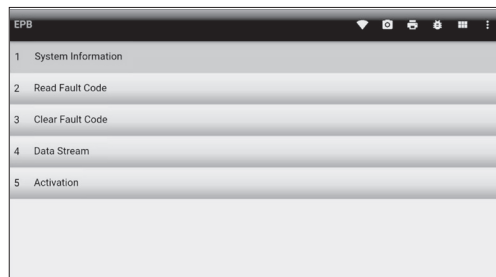 EPB
1 System Information
2 Read Fault Code
3 Clear Fault Code
4 Data Stream
5 Activation